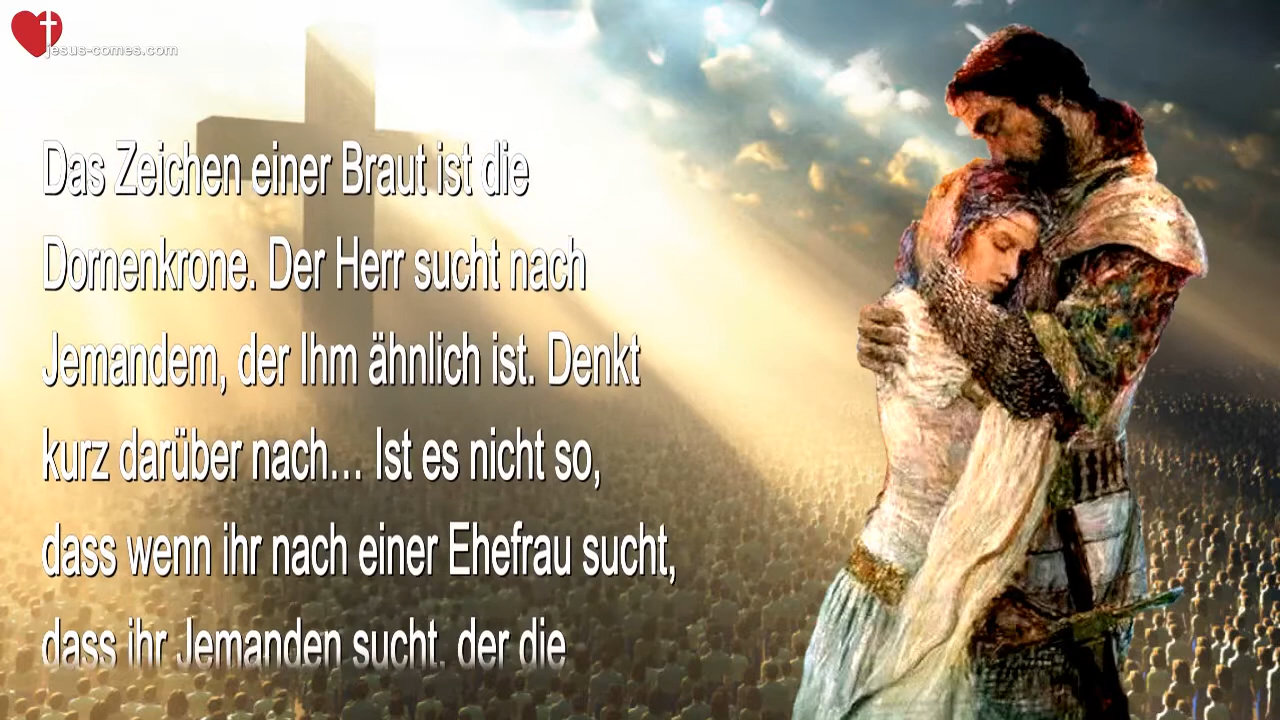 jesus-comes.com
Das Zeichen einer Braut ist die
Dornenkrone. Der Herr sucht nach
Jemandem, der Ihm ähnlich ist. Denkt
kurz darüber nach… Ist es nicht so,
dass wenn ihr nach einer Ehefrau sucht,
dass ihr Jemanden sucht, der die